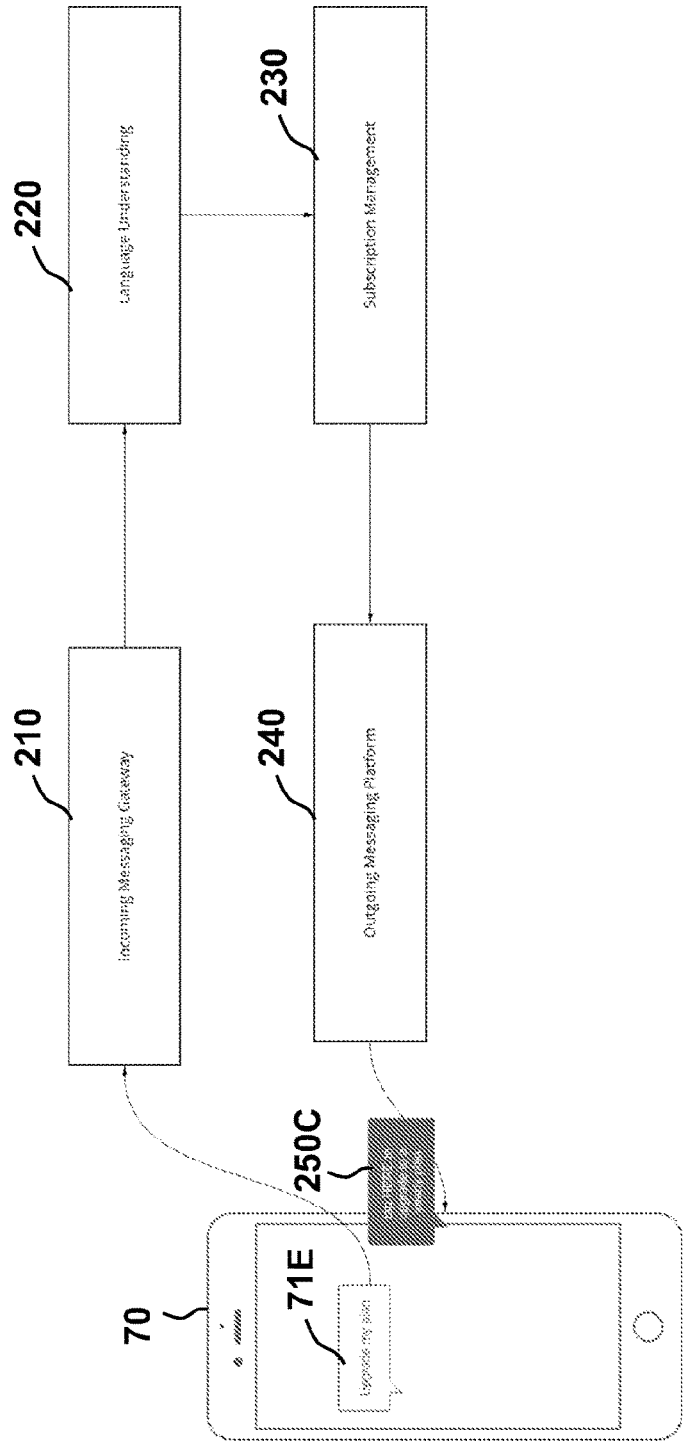 70
71E
Upgrade my plan
250C
210
Incoming Messaging Gateway
220
Language Understanding
230
Subscription Management
240
Outgoing Messaging Platform